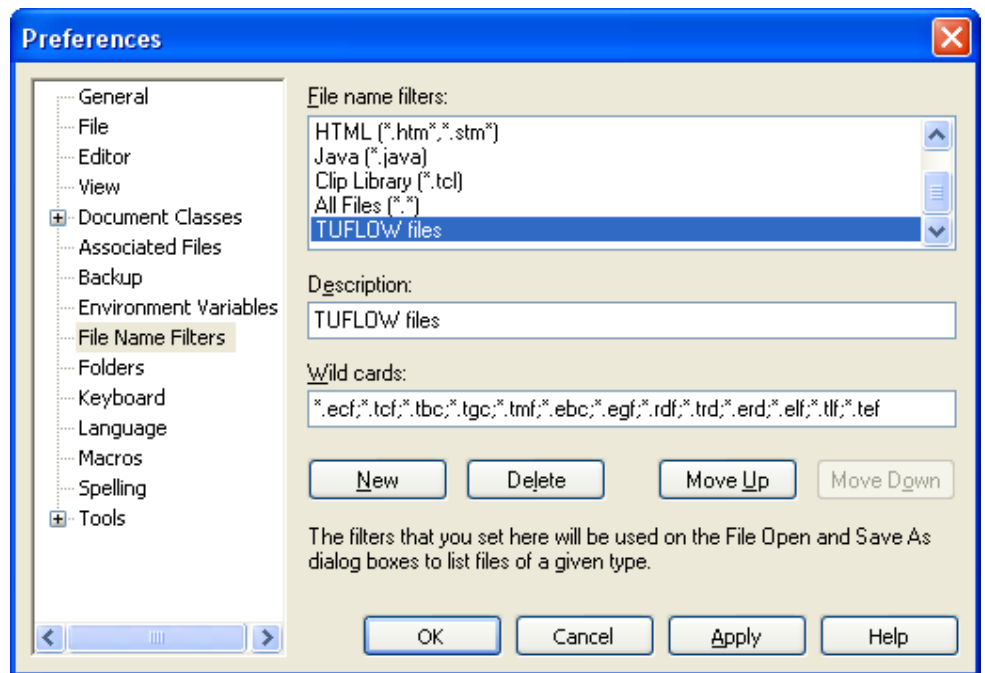 Preferences
General
File
Editor
View
Document Classes
Associated Files
Backup
Environment Variables
File Name Filters
Folders
Keyboard
Language
Macros
Spelling
Tools
File name filters:
HTML (*.htm*,*.stm*)
Java (*.java)
Clip Library (*.tcl)
All Files (*.*)
TUFLOW files
Description:
TUFLOW files
Wild cards:
*.ecf;*.tcf;*.tbc;*.tgc;*.tmf;*.ebc;*.egf;*.rdf;*.trd;*.erd;*.elf;*.tlf;*.tef
New Delete Move Up Move Down
The filters that you set here will be used on the File Open and Save As
dialog boxes to list files of a given type.
OK Cancel Apply Help